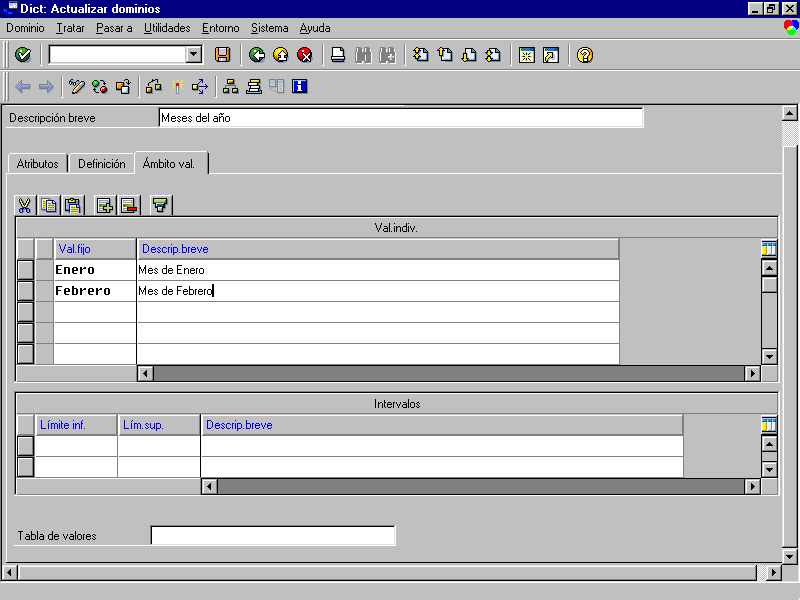 Dict: Actualizar dominios
Dominio Tratar Pasar a Utilidades Entorno Sistema Ayuda
Descripción breve Meses del año
Atributos Definición Ámbito val.
Val.indiv.
Val.fijo Descrip.breve
Enero Mes de Enero
Febrero Mes de Febrero
Intervalos
Límite inf. Lím.sup. Descrip.breve
Tabla de valores